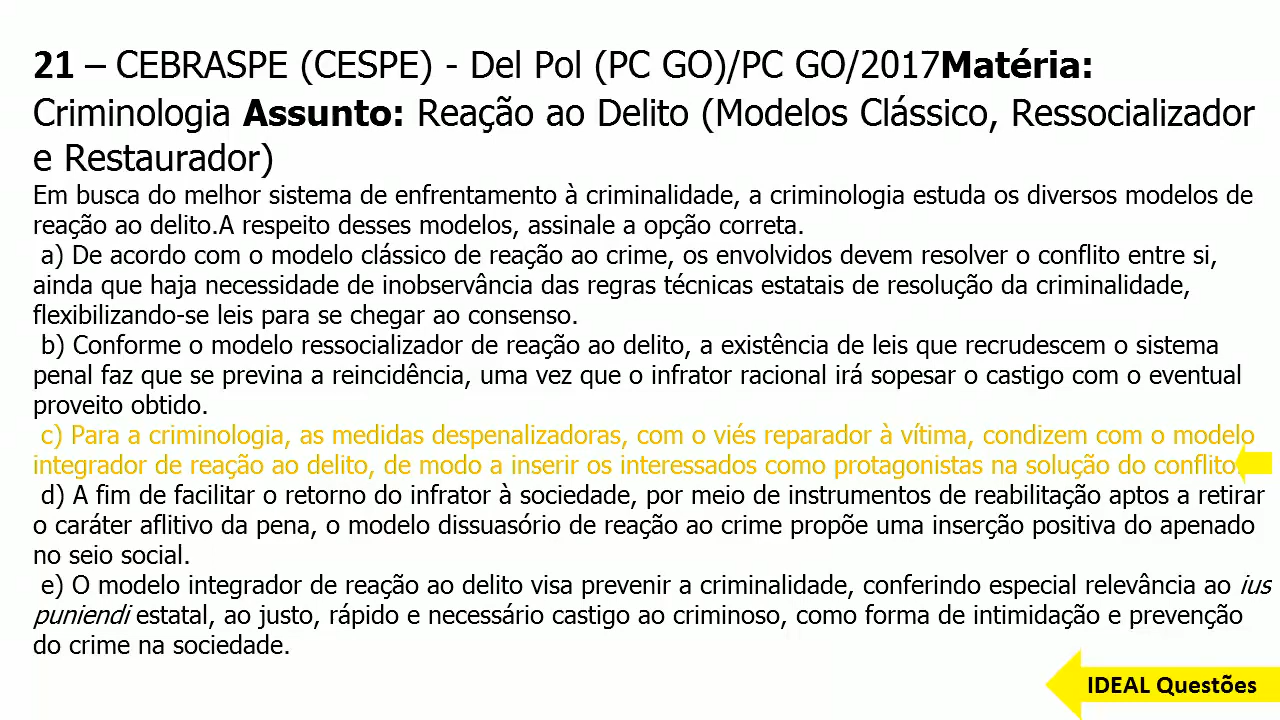 21 – CEBRASPE (CESPE) - Del Pol (PC GO)/PC GO/2017Matéria:
Criminologia Assunto: Reação ao Delito (Modelos Clássico, Ressocializador
e Restaurador)
Em busca do melhor sistema de enfrentamento à criminalidade, a criminologia estuda os diversos modelos de
reação ao delito.A respeito desses modelos, assinale a opção correta.
a) De acordo com o modelo clássico de reação ao crime, os envolvidos devem resolver o conflito entre si,
ainda que haja necessidade de inobservância das regras técnicas estatais de resolução da criminalidade,
flexibilizando-se leis para se chegar ao consenso.
b) Conforme o modelo ressocializador de reação ao delito, a existência de leis que recrudescem o sistema
penal faz que se previna a reincidência, uma vez que o infrator racional irá sopesar o castigo com o eventual
proveito obtido.
c) Para a criminologia, as medidas despenalizadoras, com o viés reparador à vítima, condizem com o modelo
integrador de reação ao delito, de modo a inserir os interessados como protagonistas na solução do conflito.
d) A fim de facilitar o retorno do infrator à sociedade, por meio de instrumentos de reabilitação aptos a retirar
o caráter aflitivo da pena, o modelo dissuasório de reação ao crime propõe uma inserção positiva do apenado
no seio social.
e) O modelo integrador de reação ao delito visa prevenir a criminalidade, conferindo especial relevância ao ius
puniendi estatal, ao justo, rápido e necessário castigo ao criminoso, como forma de intimidação e prevenção
do crime na sociedade.
IDEAL Questões